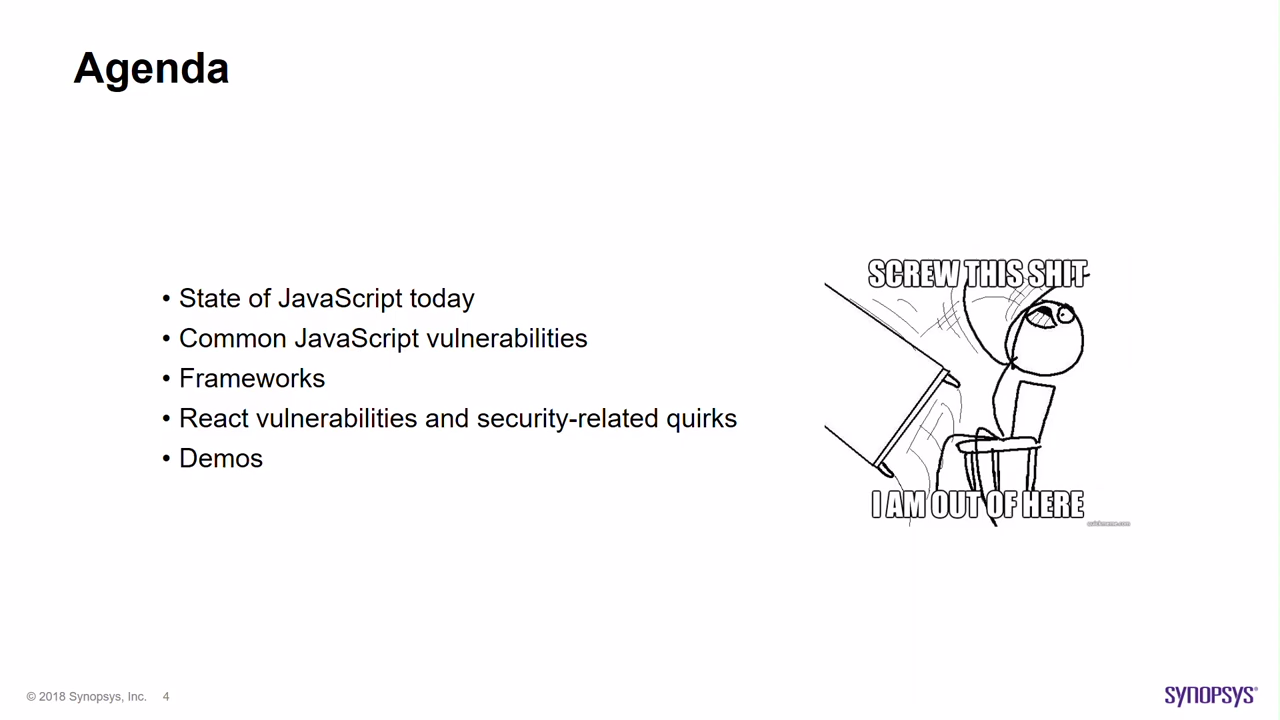 Agenda
• State of JavaScript today
• Common JavaScript vulnerabilities
• Frameworks
• React vulnerabilities and security-related quirks
• Demos
SCREW THIS SHIT
I AM OUT OF HERE
© 2018 Synopsys, Inc. 4
SYNOPSYS®